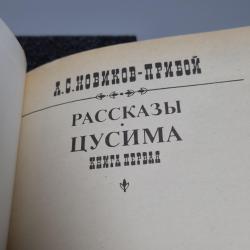 А.С.НОВИКОВ-ПРИБОЙ
РАССКАЗЫ
ЦУСИМА
КНИГА ПЕРВАЯ